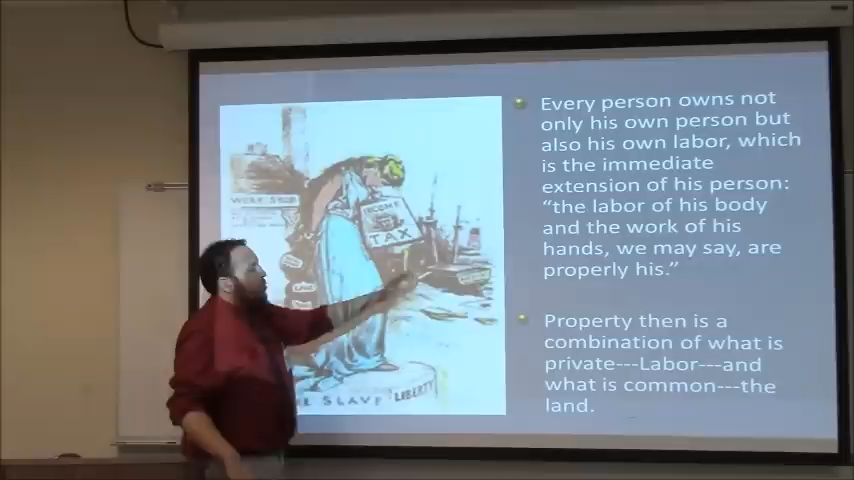 Every person owns not
only his own person but
also his own labor, which
is the immediate
extension of his person:
"the labor of his body
and the work of his
hands, we may say, are
properly his."
Property then is a
combination of what is
private---Labor---and
what is common---the
land.
INCOME
TAX
SLAVE
LIBERTY